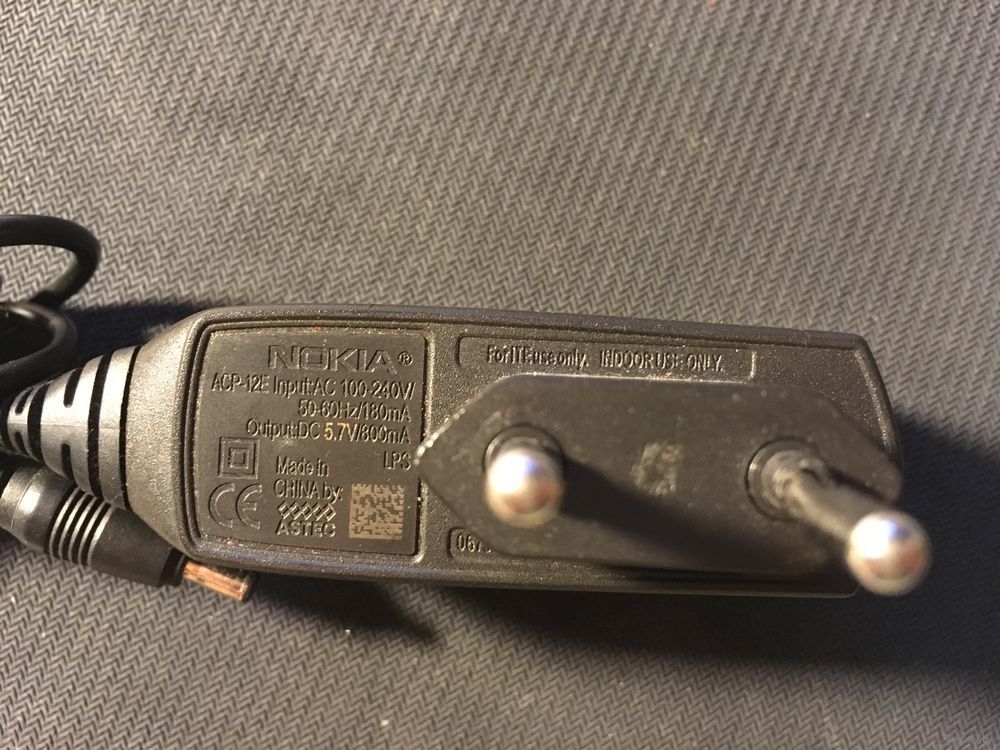 NOKIA®
ACP-12E Input:AC 100-240V
50-60Hz/180mA
Output:DC 5.7V/800mA
LPS
Made in
CHINA by:
ASTEC
CE
For ITE use only. INDOOR USE ONLY.